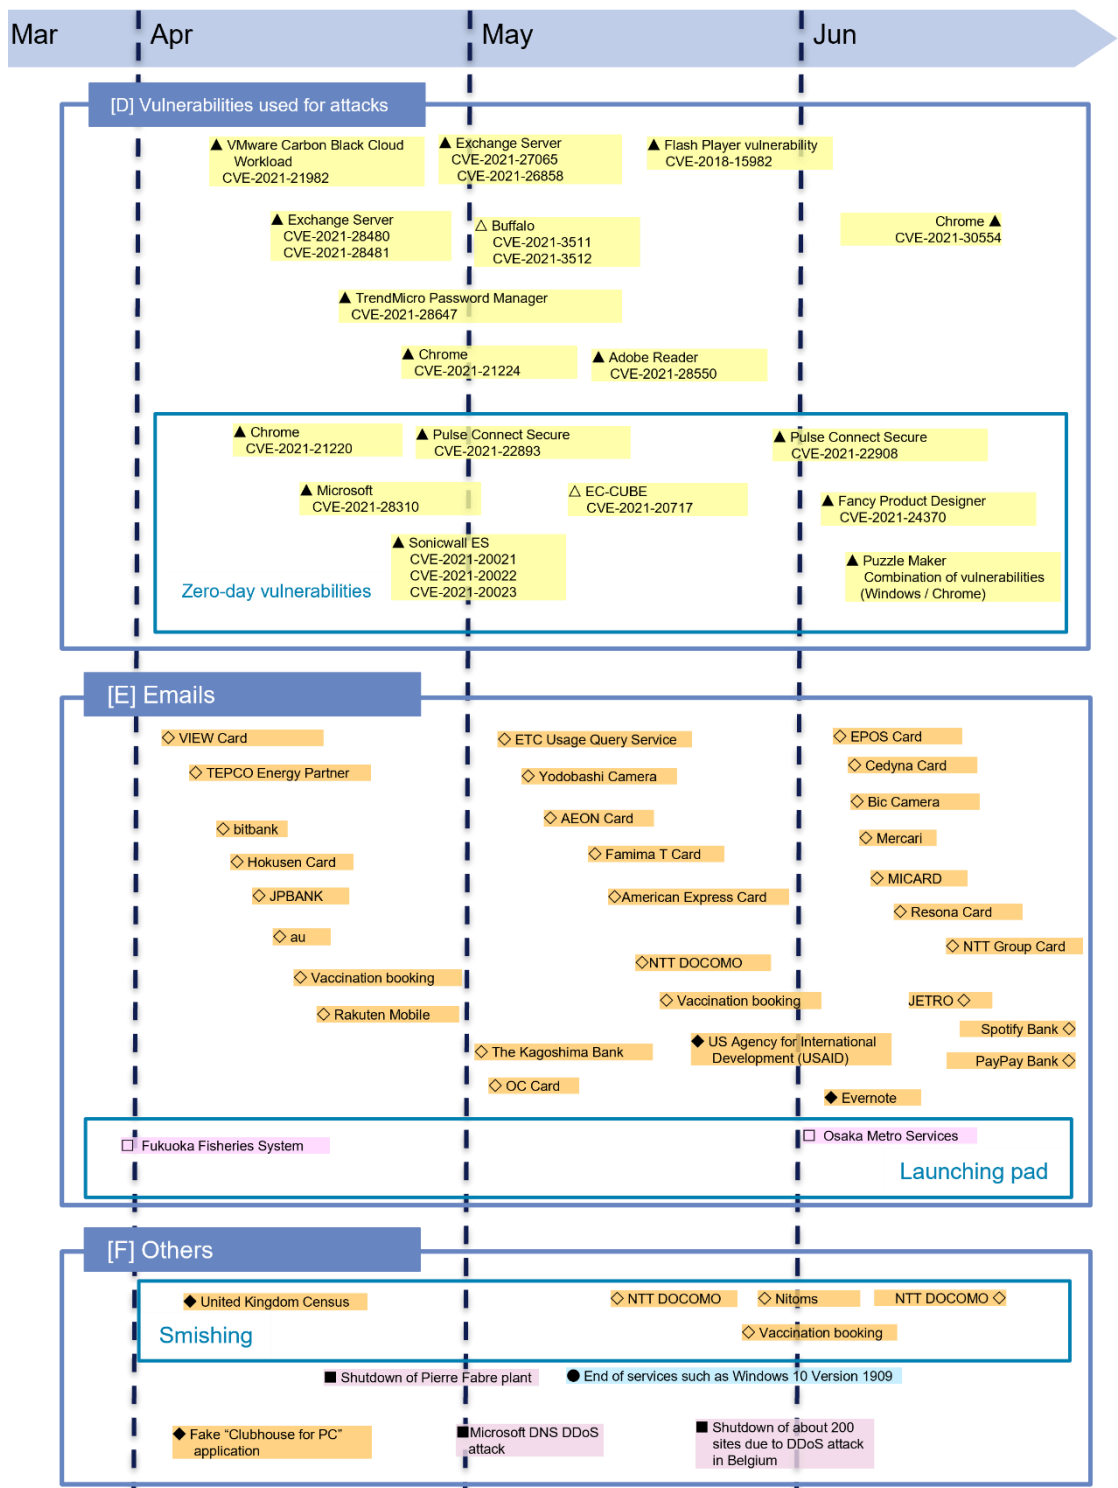 Mar
Apr
May
Jun
[D] Vulnerabilities used for attacks
▲ VMware Carbon Black Cloud
Workload
CVE-2021-21982
▲ Exchange Server
CVE-2021-27065
CVE-2021-26858
▲ Flash Player vulnerability
CVE-2018-15982
▲ Exchange Server
CVE-2021-28480
CVE-2021-28481
△ Buffalo
CVE-2021-3511
CVE-2021-3512
Chrome ▲
CVE-2021-30554
▲ TrendMicro Password Manager
CVE-2021-28647
▲ Chrome
CVE-2021-21224
▲ Adobe Reader
CVE-2021-28550
▲ Chrome
CVE-2021-21220
▲ Pulse Connect Secure
CVE-2021-22893
▲ Pulse Connect Secure
CVE-2021-22908
▲ Microsoft
CVE-2021-28310
△ EC-CUBE
CVE-2021-20717
▲ Fancy Product Designer
CVE-2021-24370
▲ Sonicwall ES
CVE-2021-20021
CVE-2021-20022
CVE-2021-20023
▲ Puzzle Maker
Combination of vulnerabilities
(Windows / Chrome)
Zero-day vulnerabilities
[E] Emails
◇ VIEW Card
◇ TEPCO Energy Partner
◇ bitbank
◇ Hokusen Card
◇ JPBANK
◇ au
◇ Vaccination booking
◇ Rakuten Mobile
◇ ETC Usage Query Service
◇ Yodobashi Camera
◇ AEON Card
◇ Famima T Card
◇American Express Card
◇NTT DOCOMO
◇ Vaccination booking
◆ US Agency for International
Development (USAID)
◇ The Kagoshima Bank
◇ OC Card
◇ EPOS Card
◇ Cedyna Card
◇ Bic Camera
◇ Mercari
◇ MICARD
◇ Resona Card
◇ NTT Group Card
JETRO ◇
Spotify Bank ◇
PayPay Bank ◇
◆ Evernote
□ Fukuoka Fisheries System
□ Osaka Metro Services
Launching pad
[F] Others
◆ United Kingdom Census
◇ NTT DOCOMO
◇ Nitoms
NTT DOCOMO ◇
Smishing
◇ Vaccination booking
■ Shutdown of Pierre Fabre plant
● End of services such as Windows 10 Version 1909
◆ Fake “Clubhouse for PC”
application
■Microsoft DNS DDoS
attack
■ Shutdown of about 200
sites due to DDoS attack
in Belgium